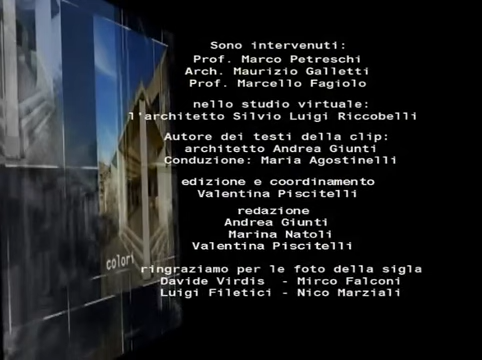 Sono intervenuti:
Prof. Marco Petreschi
Arch. Maurizio Galletti
Prof. Marcello Fagiolo
nello studio virtuale:
l'architetto Silvio Luigi Riccobelli
Autore dei testi della clip:
architetto Andrea Giunti
Conduzione: Maria Agostinelli
edizione e coordinamento
Valentina Piscitelli
redazione
Andrea Giunti
Marina Natoli
Valentina Piscitelli
colori
ringraziamo per le foto della sigla
Davide Virdis - Mirco Falconi
Luigi Filetici - Nico Marziali